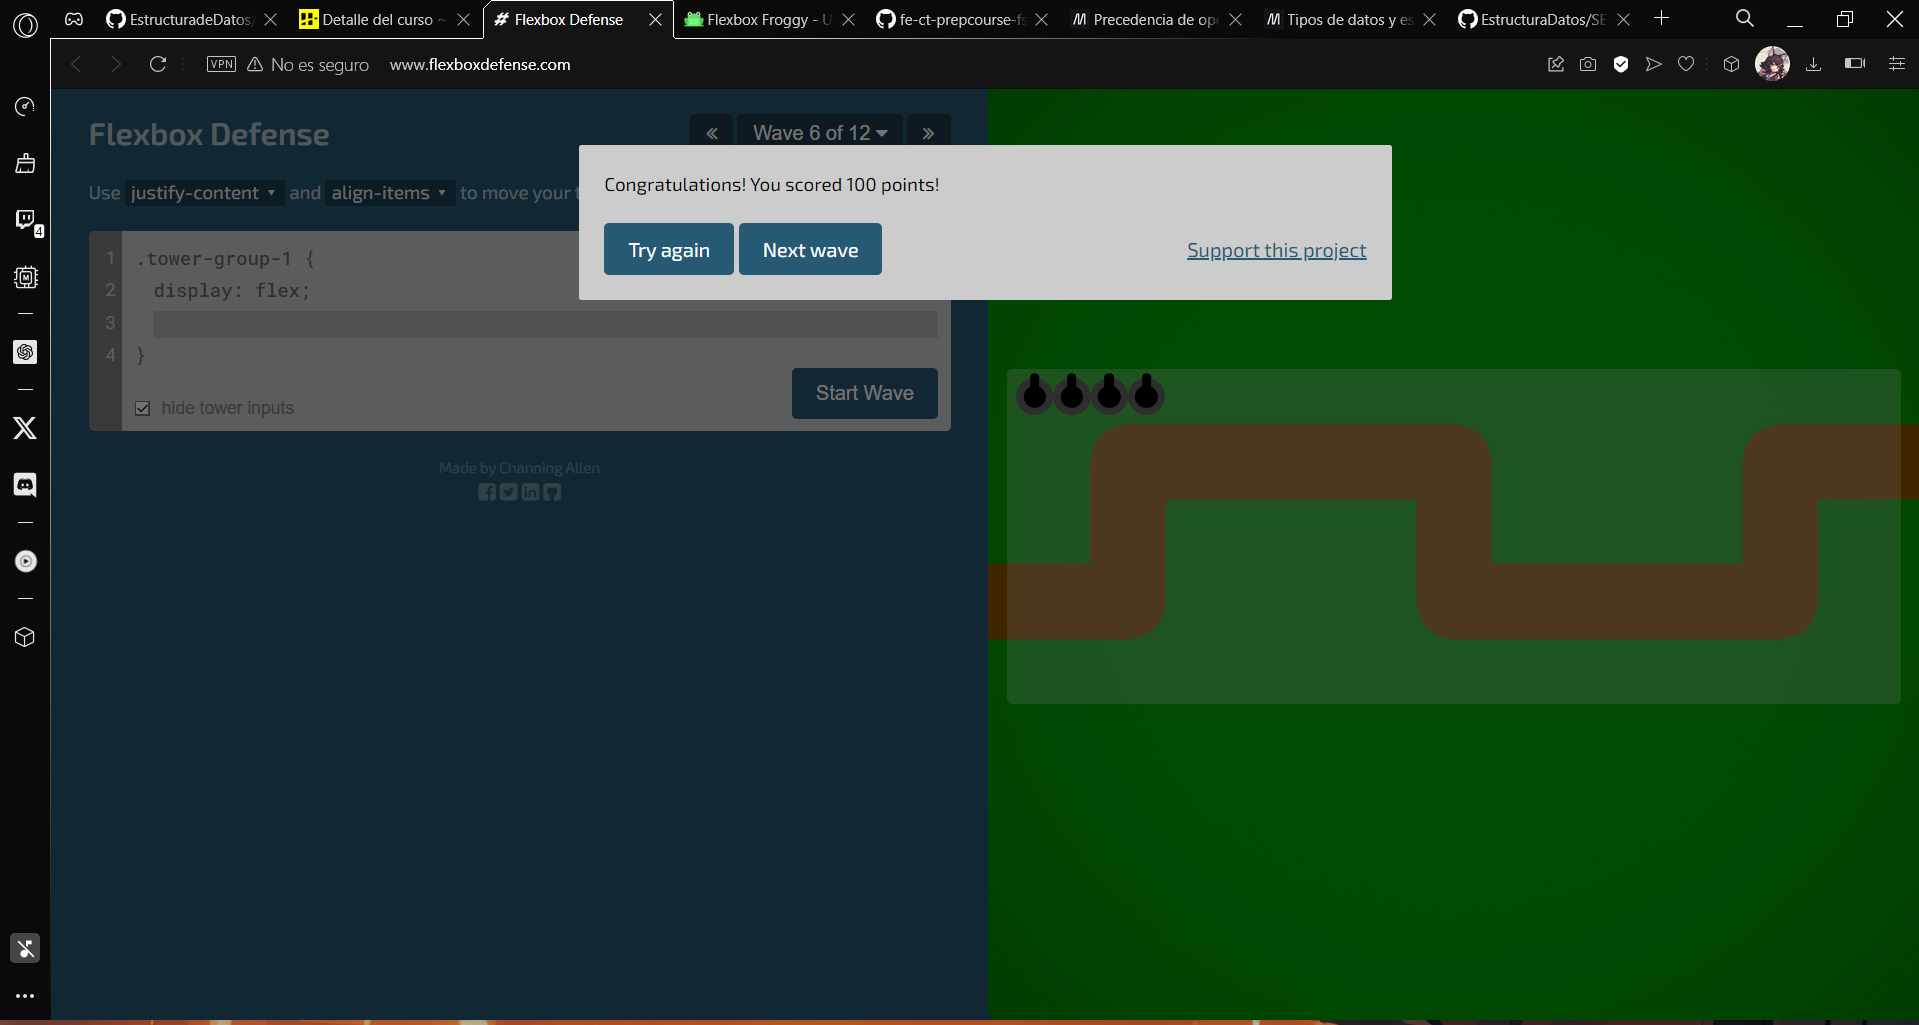 EstructuradeDatos/
Detalle del curso ~
Flexbox Defense
Flexbox Froggy - U
fe-ct-prepcourse-fs
Precedencia de ope
Tipos de datos y es
EstructuraDatos/SE
VPN
No es seguro
www.flexboxdefense.com
Flexbox Defense
«
Wave 6 of 12
»
Use justify-content and align-items to move your
Congratulations! You scored 100 points!
Try again
Next wave
Support this project
1 .tower-group-1 {
2 display: flex;
3
4 }
hide tower inputs
Start Wave
Made by Channing Allen
4